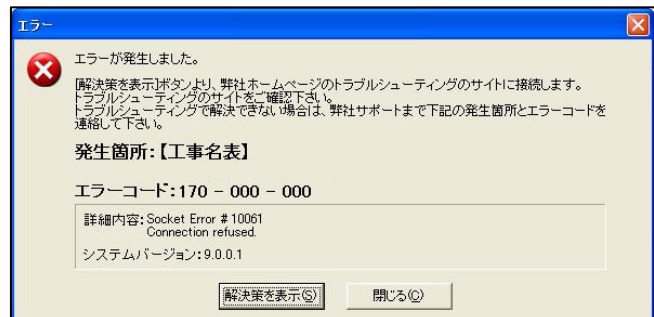 エラー
エラーが発生しました。
[解決策を表示]ボタンより、弊社ホームページのトラブルシューティングのサイトに接続します。
トラブルシューティングのサイトをご確認下さい。
トラブルシューティングで解決できない場合は、弊社サポートまで下記の発生箇所とエラーコードを
連絡して下さい。
発生箇所:【工事名表】
エラーコード:170 - 000 - 000
詳細内容: Socket Error # 10061
Connection refused.
システムバージョン:9.0.0.1
解決策を表示(S) 閉じる(C)